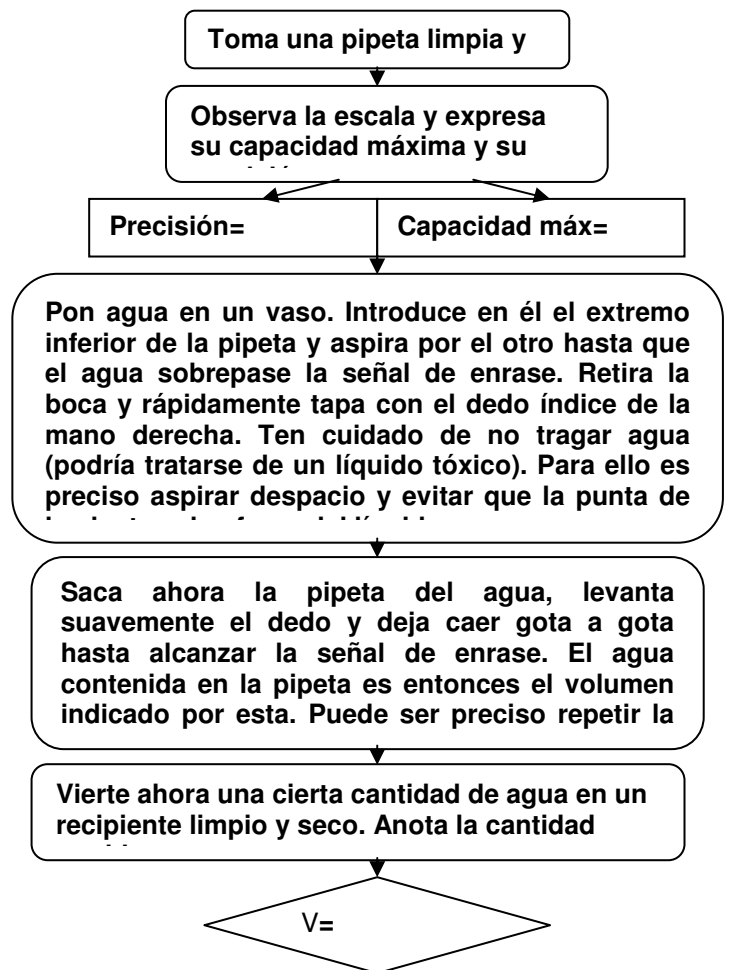 Toma una pipeta limpia y
Observa la escala y expresa
su capacidad máxima y su
Precisión=
Capacidad máx=
Pon agua en un vaso. Introduce en él el extremo
inferior de la pipeta y aspira por el otro hasta que
el agua sobrepase la señal de enrase. Retira la
boca y rápidamente tapa con el dedo índice de la
mano derecha. Ten cuidado de no tragar agua
(podría tratarse de un líquido tóxico). Para ello es
preciso aspirar despacio y evitar que la punta de
Saca ahora la pipeta del agua, levanta
suavemente el dedo y deja caer gota a gota
hasta alcanzar la señal de enrase. El agua
contenida en la pipeta es entonces el volumen
indicado por esta. Puede ser preciso repetir la
Vierte ahora una cierta cantidad de agua en un
recipiente limpio y seco. Anota la cantidad
V=